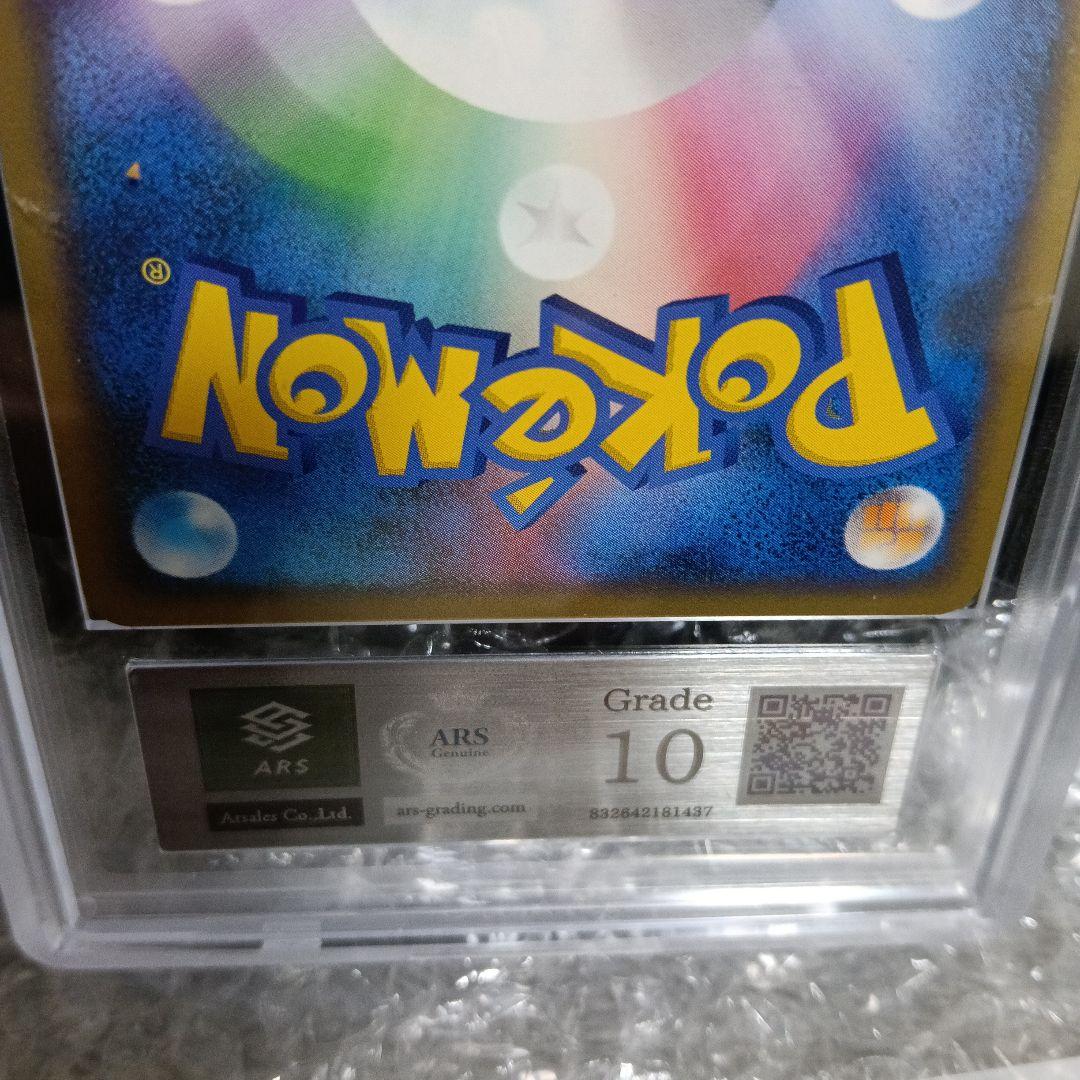 POKéMON
®
ARS
Arsales Co.,Ltd.
ARS
Genuine
ars-grading.com
Grade
10
832642181437